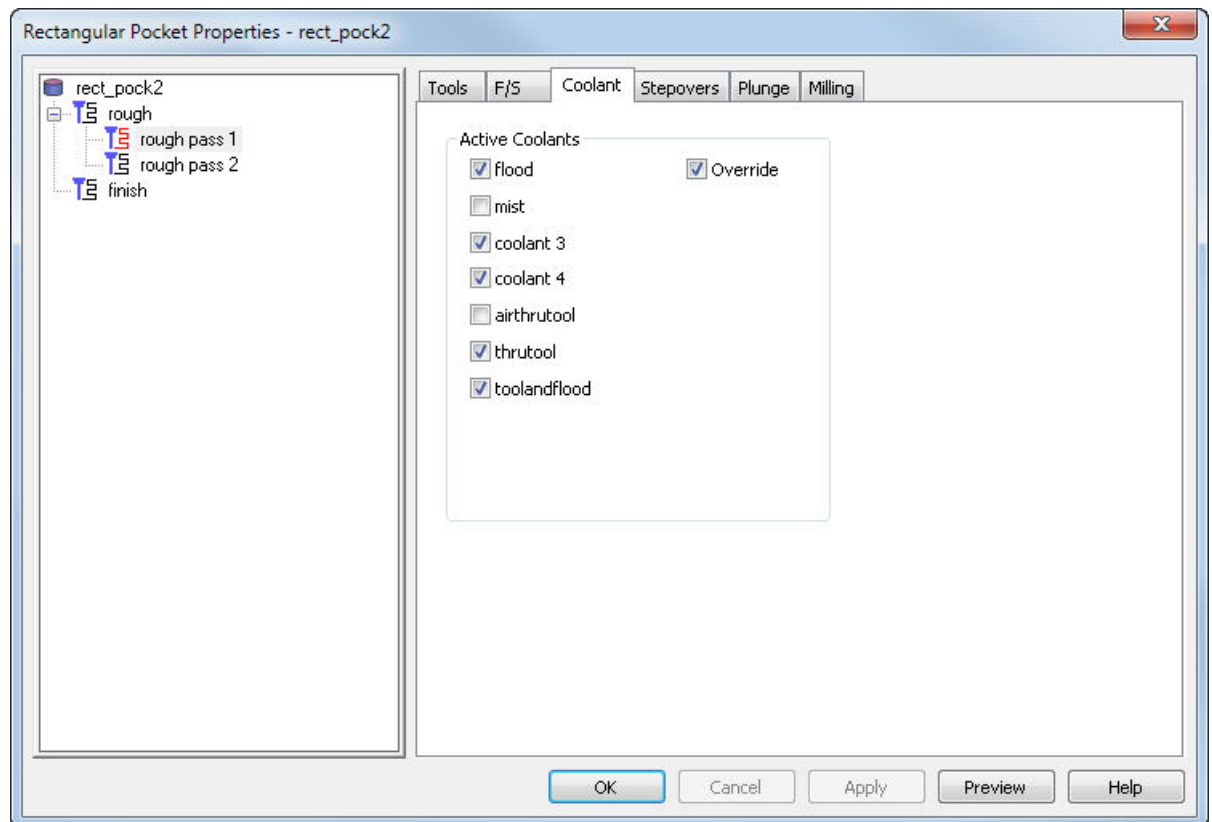 Rectangular Pocket Properties - rect_pock2
rect_pock2
rough
rough pass 1
rough pass 2
finish
Tools F/S Coolant Stepovers Plunge Milling
Active Coolants
flood Override
mist
coolant 3
coolant 4
airthrutool
thrutool
toolandflood
OK Cancel Apply Preview Help